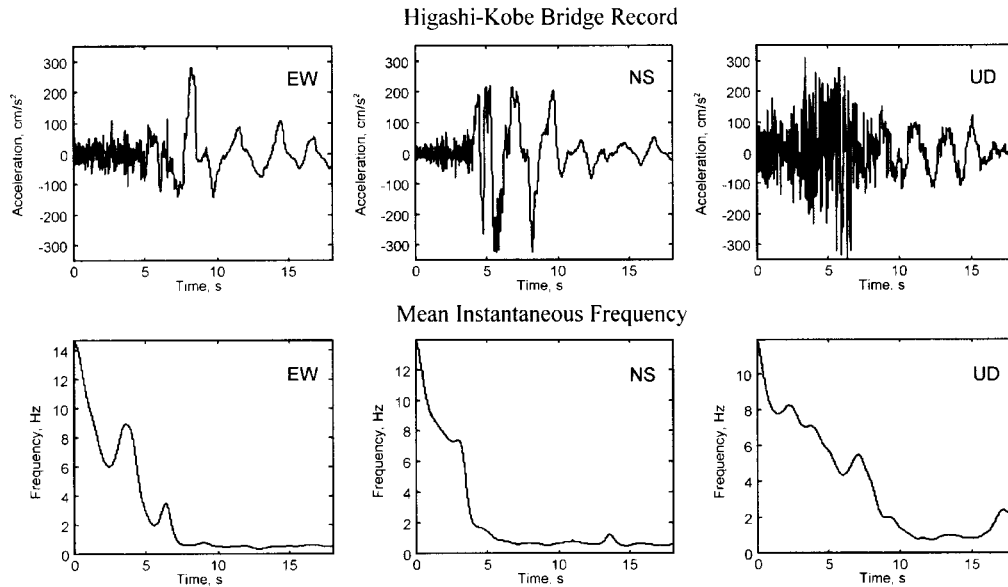 Higashi-Kobe Bridge Record
Acceleration, cm/s²
300
200
100
0
-100
-200
-300
EW
0 5 10 15
Time, s
Acceleration, cm/s²
300
200
100
0
-100
-200
-300
NS
0 5 10 15
Time, s
Acceleration, cm/s²
300
200
100
0
-100
-200
-300
UD
0 5 10 15
Time, s
Mean Instantaneous Frequency
Frequency, Hz
14
12
10
8
6
4
2
0
EW
0 5 10 15
Time, s
Frequency, Hz
12
10
8
6
4
2
0
NS
0 5 10 15
Time, s
Frequency, Hz
10
8
6
4
2
0
UD
0 5 10 15
Time, s